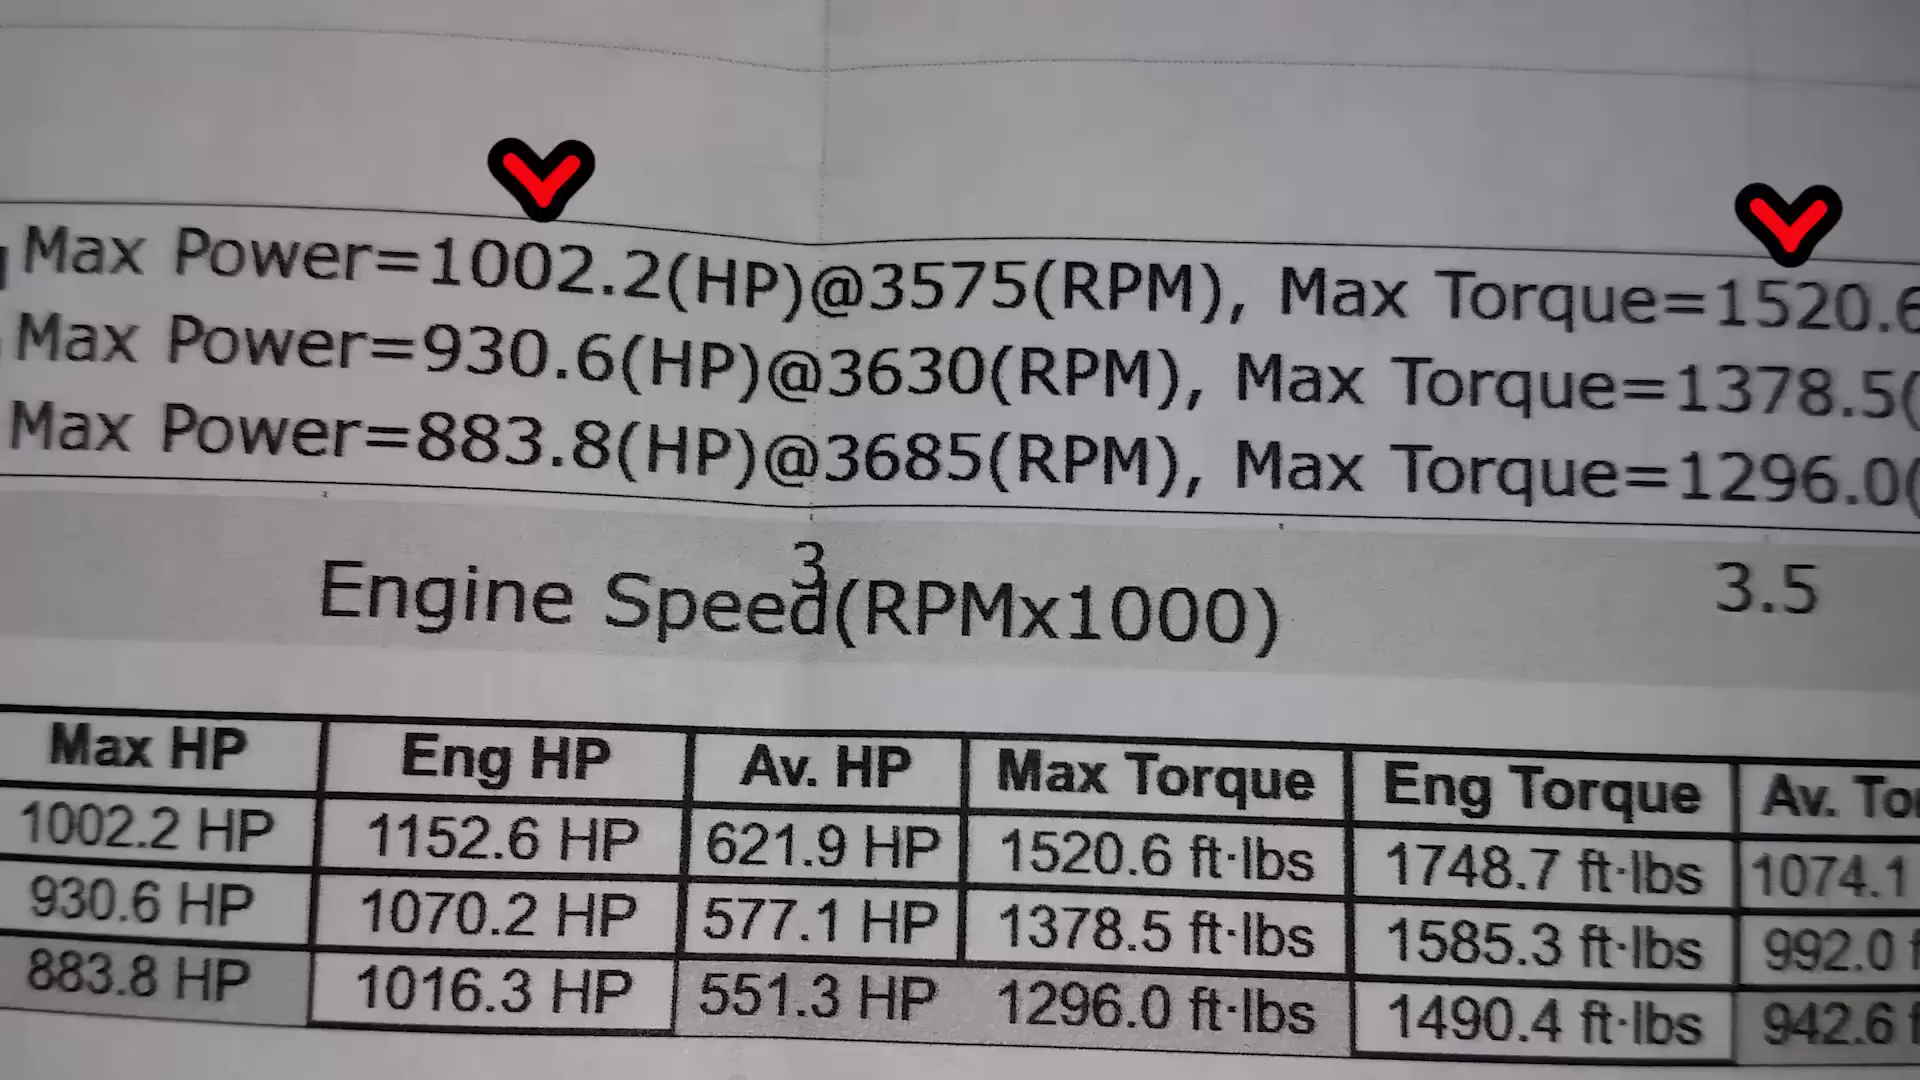 Max Power=1002.2(HP)@3575(RPM), Max Torque=1520.6
Max Power=930.6(HP)@3630(RPM), Max Torque=1378.5(
Max Power=883.8(HP)@3685(RPM), Max Torque=1296.0(
3 3.5
Engine Speed(RPMx1000)
Max HP Eng HP Av. HP Max Torque Eng Torque Av. To
1002.2 HP 1152.6 HP 621.9 HP 1520.6 ft·lbs 1748.7 ft·lbs 1074.1
930.6 HP 1070.2 HP 577.1 HP 1378.5 ft·lbs 1585.3 ft·lbs 992.0 f
883.8 HP 1016.3 HP 551.3 HP 1296.0 ft·lbs 1490.4 ft·lbs 942.6 f